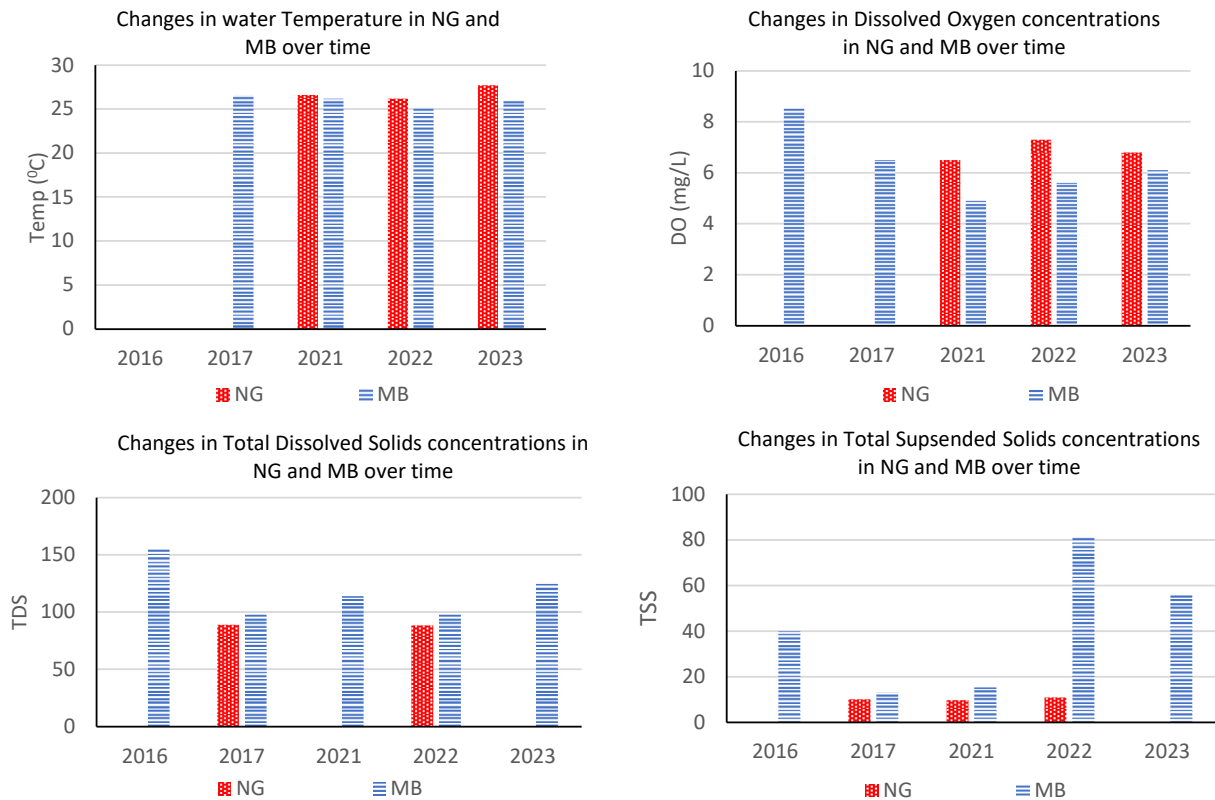 Changes in water Temperature in NG and
MB over time
30
25
20
15
10
5
0
Temp (⁰C)
2016 2017 2021 2022 2023
NG MB
Changes in Dissolved Oxygen concentrations
in NG and MB over time
10
8
6
4
2
0
DO (mg/L)
2016 2017 2021 2022 2023
NG MB
Changes in Total Dissolved Solids concentrations in
NG and MB over time
200
150
100
50
0
TDS
2016 2017 2021 2022 2023
NG MB
Changes in Total Supsended Solids concentrations
in NG and MB over time
100
80
60
40
20
0
TSS
2016 2017 2021 2022 2023
NG MB